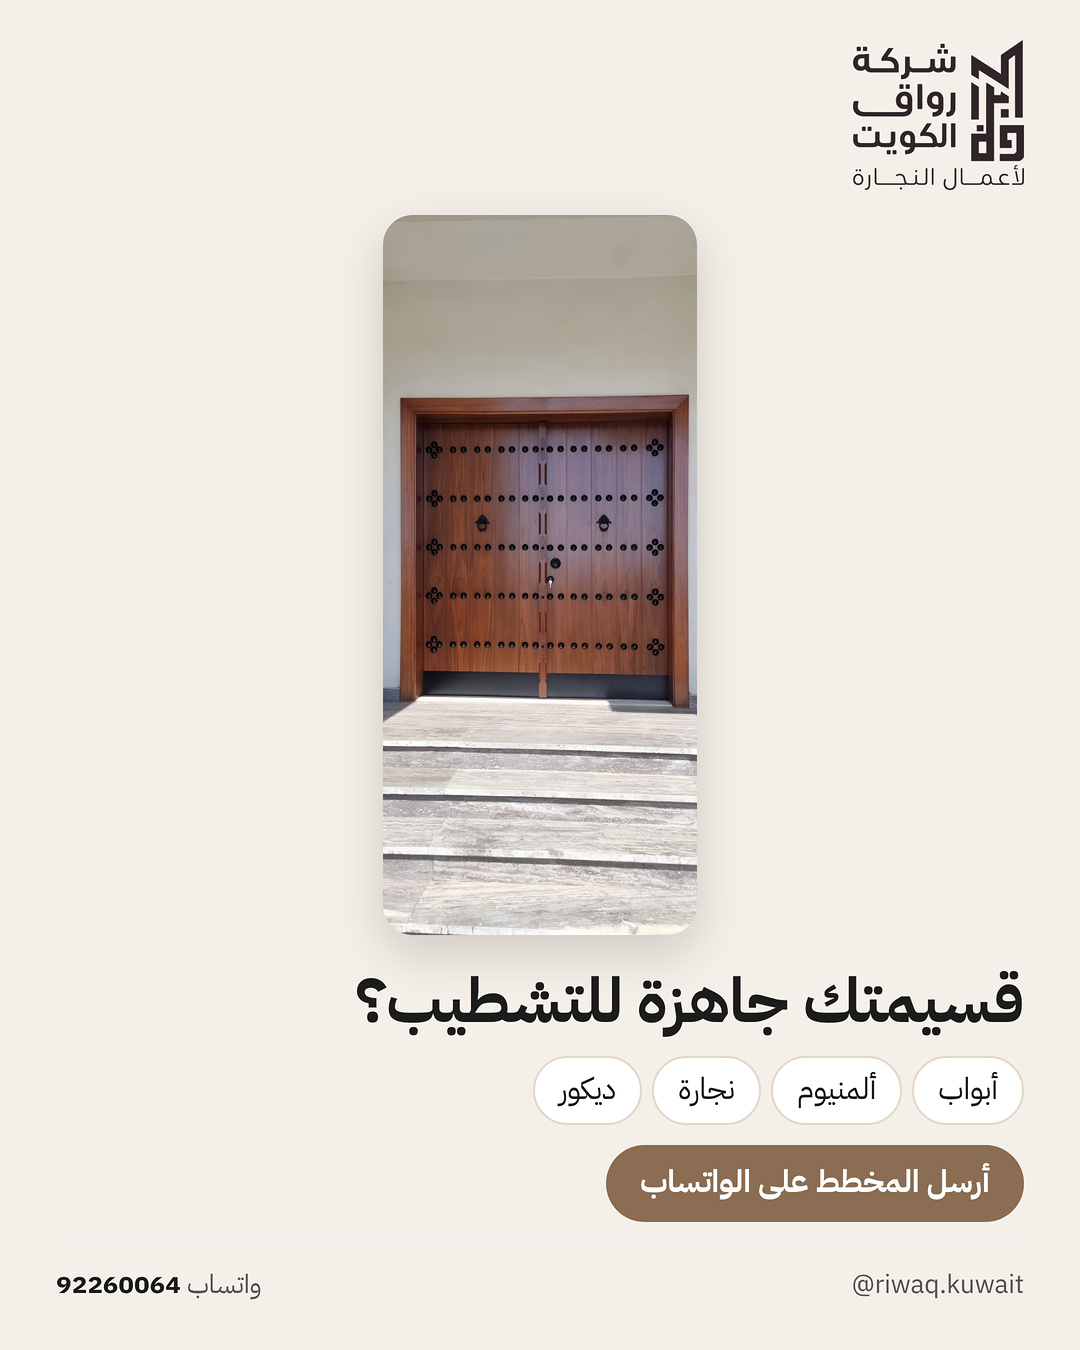 شركة
رواق
الكويت
لأعمال النجارة
قسيمتك جاهزة للتشطيب؟
أبواب ألمنيوم نجارة ديكور
أرسل المخطط على الواتساب
@riwaq.kuwait
واتساب 92260064